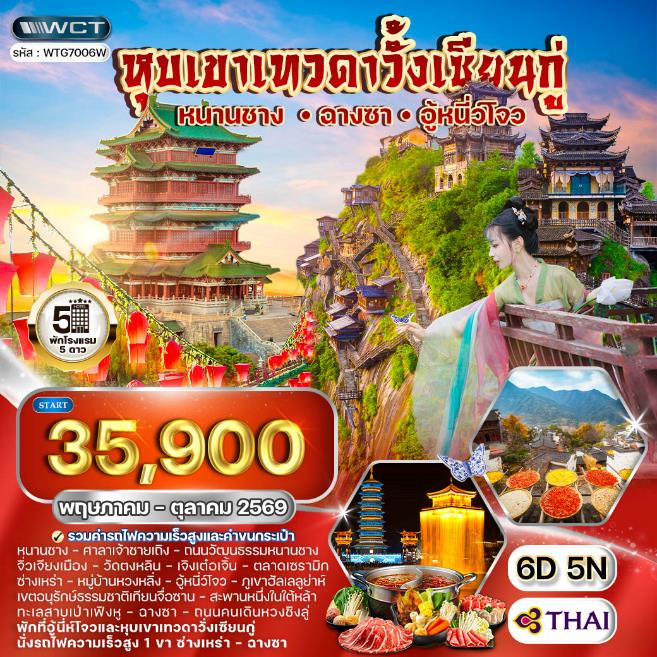 WCT
รหัส : WTG7006W
หุบเขาเทวดาวั้งเซียนกู่
หนานชาง • ฉางซา • อู้หนี่วโจว
5
พักโรงแรม
5 ดาว
START
35,900
พฤษภาคม - ตุลาคม 2569
รวมค่ารถไฟความเร็วสูงและค่าขนกระเป๋า
หนานชาง - ศาลาเจ้าชายเถิง - ถนนวัฒนธรรมหนานชาง
จิ่วเจียงเมือง - วัดตงหลิน - เจิงเต๋อเจิ้น - ตลาดเซรามิก
ซ่างเหร่า - หมู่บ้านหวงหลิ่ง - อู้หนี่วโจว - ภูเขาฮัลเลลูย่าห์
เขตอนุรักษ์ธรรมชาติเทียนจื่อซาน - สะพานหนึ่งในใต้หล้า
ทะเลสาบเป่าเฟิงหู - ฉางซา - ถนนคนเดินหวงซิงลู่
พักที่อู้นี่ห์โจวและหุบเขาเทวดาวั่งเซียนกู่
นั่งรถไฟความเร็วสูง 1 ขา ซ่างเหร่า - ฉางซา
6D 5N
THAI